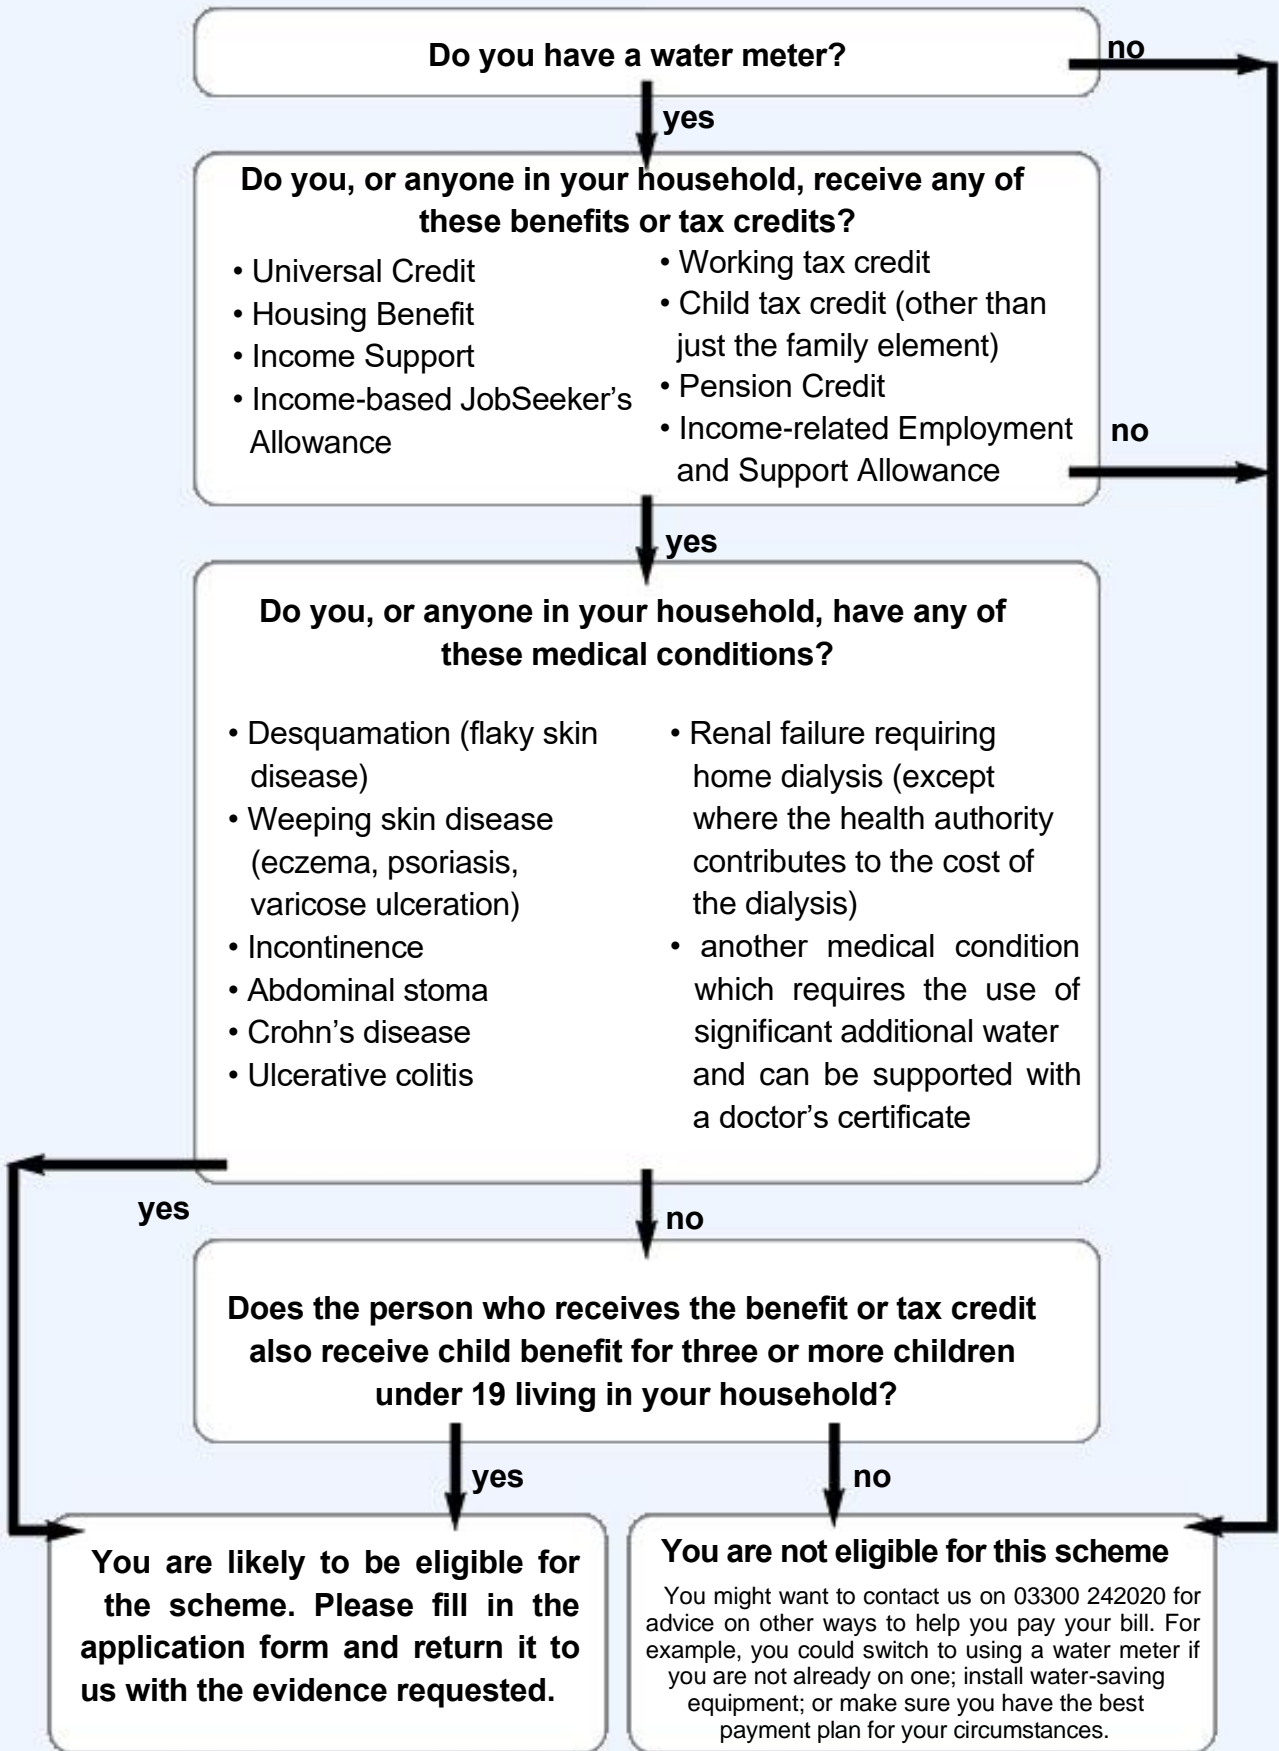 Do you have a water meter?
no
yes
Do you, or anyone in your household, receive any of
these benefits or tax credits?
• Universal Credit
• Housing Benefit
• Income Support
• Income-based JobSeeker's
Allowance
• Working tax credit
• Child tax credit (other than
just the family element)
• Pension Credit
• Income-related Employment
and Support Allowance
no
yes
Do you, or anyone in your household, have any of
these medical conditions?
• Desquamation (flaky skin
disease)
• Weeping skin disease
(eczema, psoriasis,
varicose ulceration)
• Incontinence
• Abdominal stoma
• Crohn's disease
• Ulcerative colitis
• Renal failure requiring
home dialysis (except
where the health authority
contributes to the cost of
the dialysis)
• another medical condition
which requires the use of
significant additional water
and can be supported with
a doctor's certificate
yes
no
Does the person who receives the benefit or tax credit
also receive child benefit for three or more children
under 19 living in your household?
yes
no
You are likely to be eligible for
the scheme. Please fill in the
application form and return it to
us with the evidence requested.
You are not eligible for this scheme
You might want to contact us on 03300 242020 for
advice on other ways to help you pay your bill. For
example, you could switch to using a water meter if
you are not already on one; install water-saving
equipment; or make sure you have the best
payment plan for your circumstances.